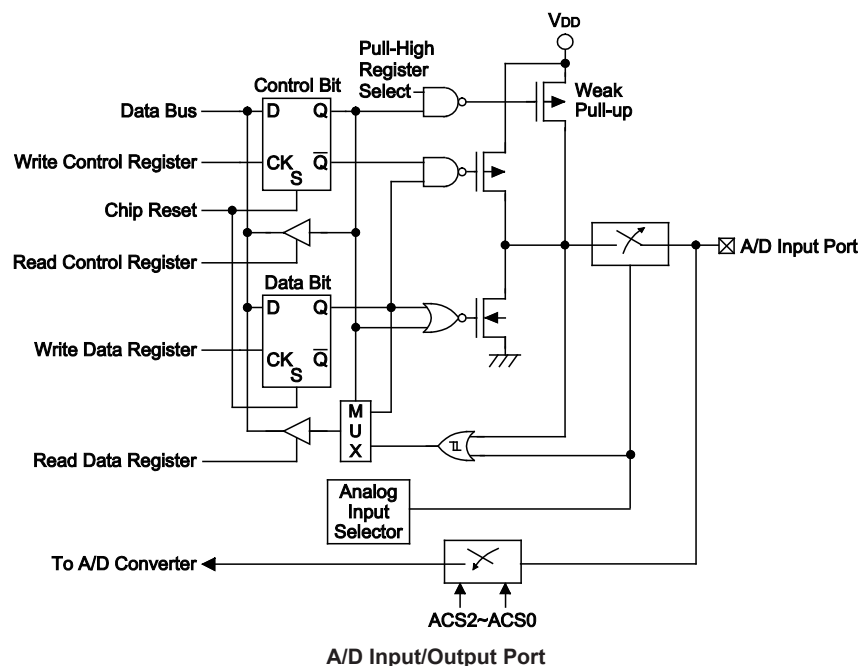 VDD
Pull-High
Register
Select
Weak
Pull-up
Control Bit
Data Bus
D
Q
Write Control Register
CK
Q
S
Chip Reset
Read Control Register
A/D Input Port
Data Bit
D
Q
Write Data Register
CK
Q
S
M
U
X
Read Data Register
Analog
Input
Selector
To A/D Converter
ACS2~ACS0
A/D Input/Output Port